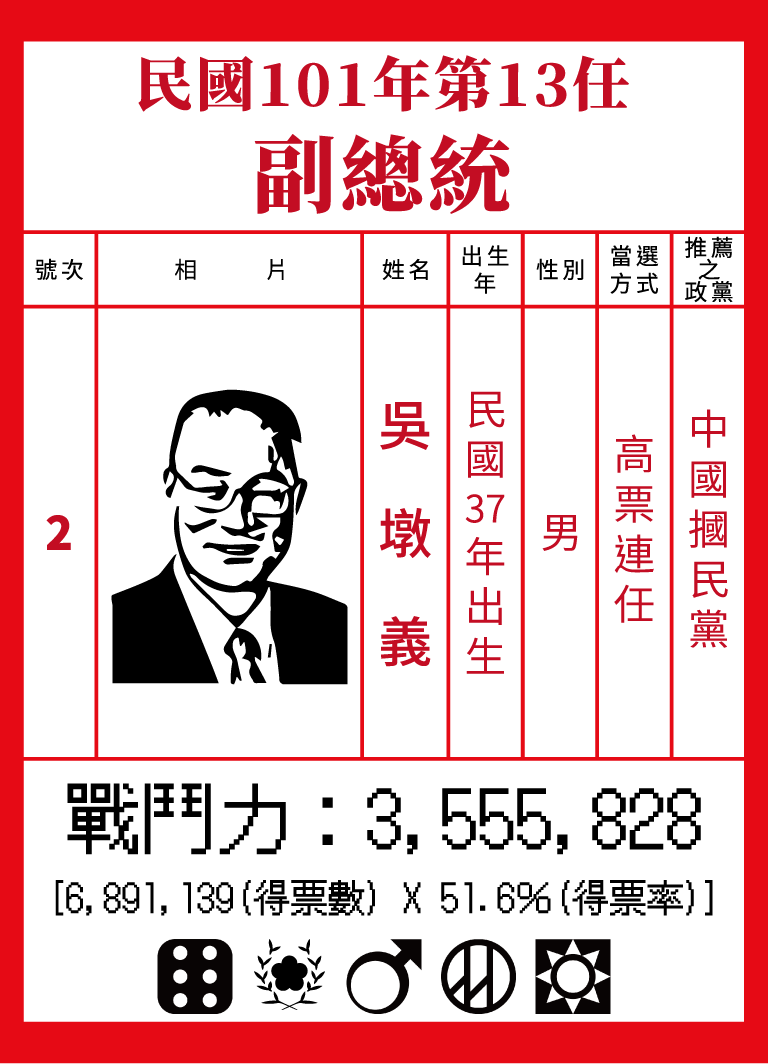 民國101年第13任
副總統
號次
相 片
姓名
出生年
性別
當選方式
推薦之政黨
2
吳墩義
民國37年出生
男
高票連任
中國摑民黨
戰鬥力：3,555,828
[6,891,139(得票數) X 51.6%(得票率)]